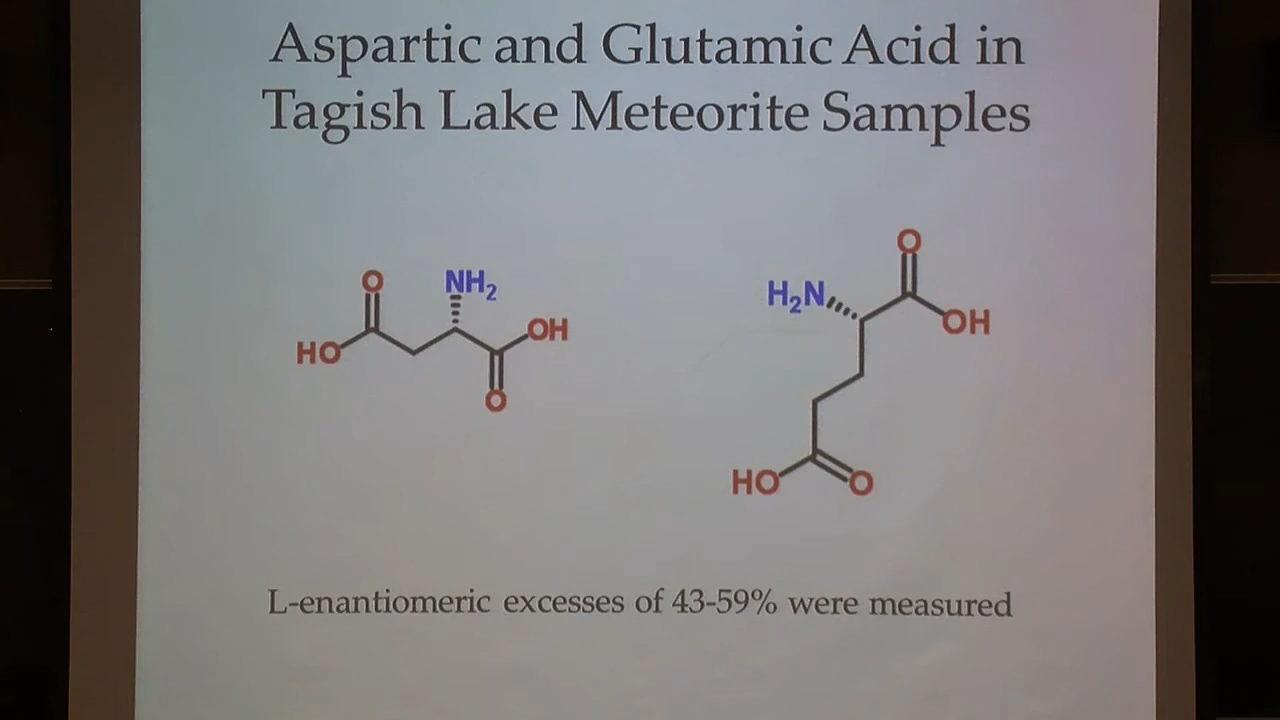 Aspartic and Glutamic Acid in
Tagish Lake Meteorite Samples
O
NH₂
HO
OH
O
O
H₂N
OH
HO
O
L-enantiomeric excesses of 43-59% were measured